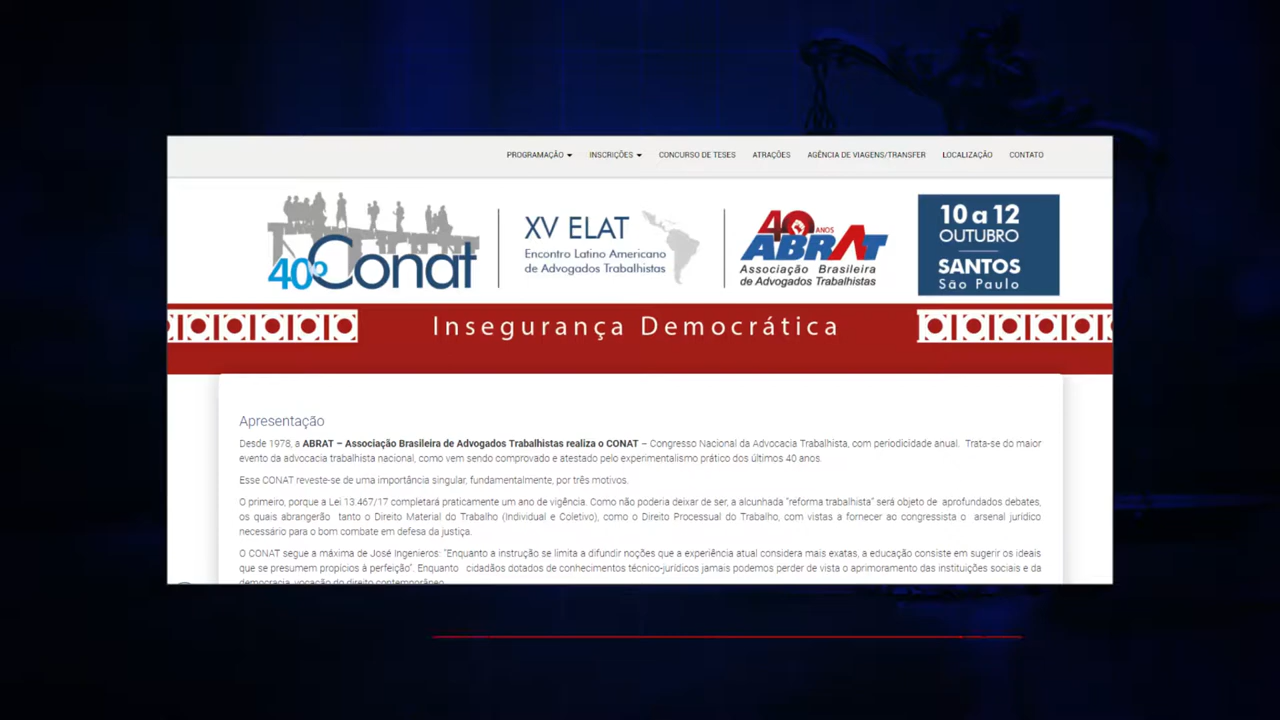 PROGRAMAÇÃO INSCRIÇÕES CONCURSO DE TESES ATRAÇÕES AGÊNCIA DE VIAGENS/TRANSFER LOCALIZAÇÃO CONTATO
40º Conat
XV ELAT
Encontro Latino Americano
de Advogados Trabalhistas
40 ANOS
ABRAT
Associação Brasileira
de Advogados Trabalhistas
10 a 12
OUTUBRO
SANTOS
São Paulo
Insegurança Democrática
Apresentação
Desde 1978, a ABRAT – Associação Brasileira de Advogados Trabalhistas realiza o CONAT – Congresso Nacional da Advocacia Trabalhista, com periodicidade anual. Trata-se do maior
evento da advocacia trabalhista nacional, como vem sendo comprovado e atestado pelo experimentalismo prático dos últimos 40 anos.
Esse CONAT reveste-se de uma importância singular, fundamentalmente, por três motivos.
O primeiro, porque a Lei 13.467/17 completará praticamente um ano de vigência. Como não poderia deixar de ser, a alcunhada “reforma trabalhista” será objeto de aprofundados debates,
os quais abrangerão tanto o Direito Material do Trabalho (Individual e Coletivo), como o Direito Processual do Trabalho, com vistas a fornecer ao congressista o arsenal jurídico
necessário para o bom combate em defesa da justiça.
O CONAT segue a máxima de José Ingenieros: “Enquanto a instrução se limita a difundir noções que a experiência atual considera mais exatas, a educação consiste em sugerir os ideais
que se presumem propícios à perfeição”. Enquanto cidadãos dotados de conhecimentos técnico-jurídicos jamais podemos perder de vista o aprimoramento das instituições sociais e da
democracia, vocação do direito contemporâneo.